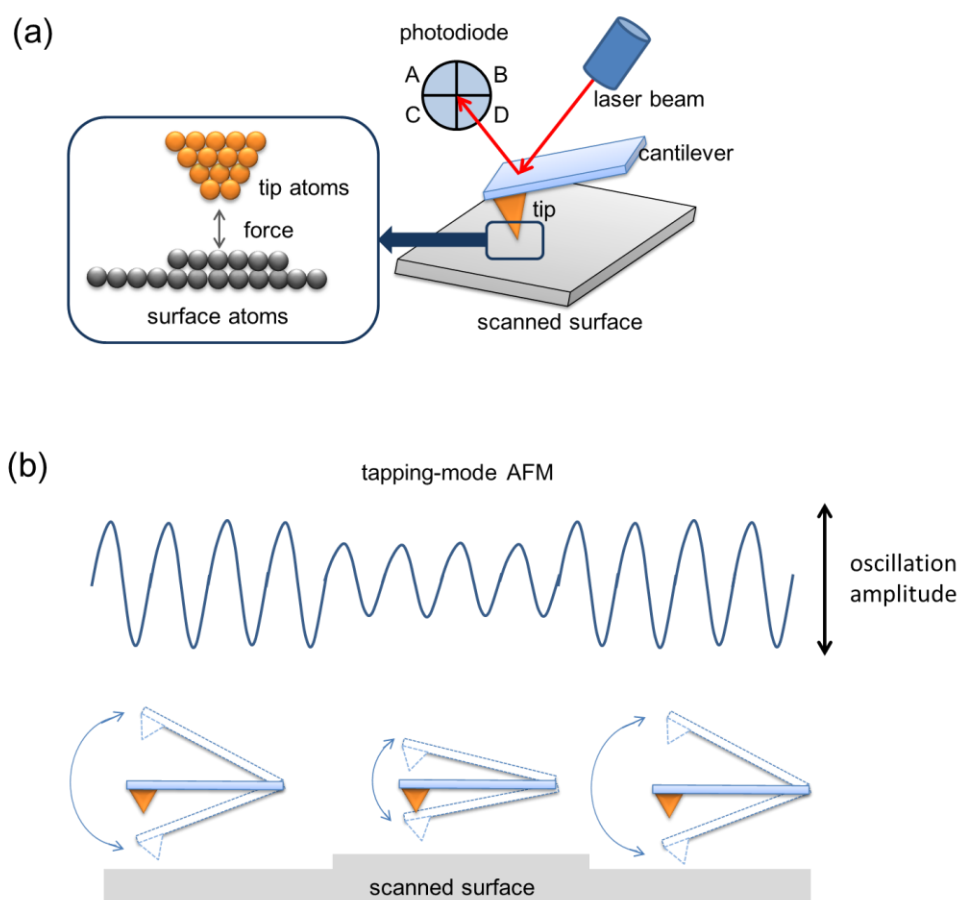 (a)
photodiode
A
B
C
D
laser beam
cantilever
tip atoms
tip
force
surface atoms
scanned surface
(b)
tapping-mode AFM
oscillation
amplitude
scanned surface